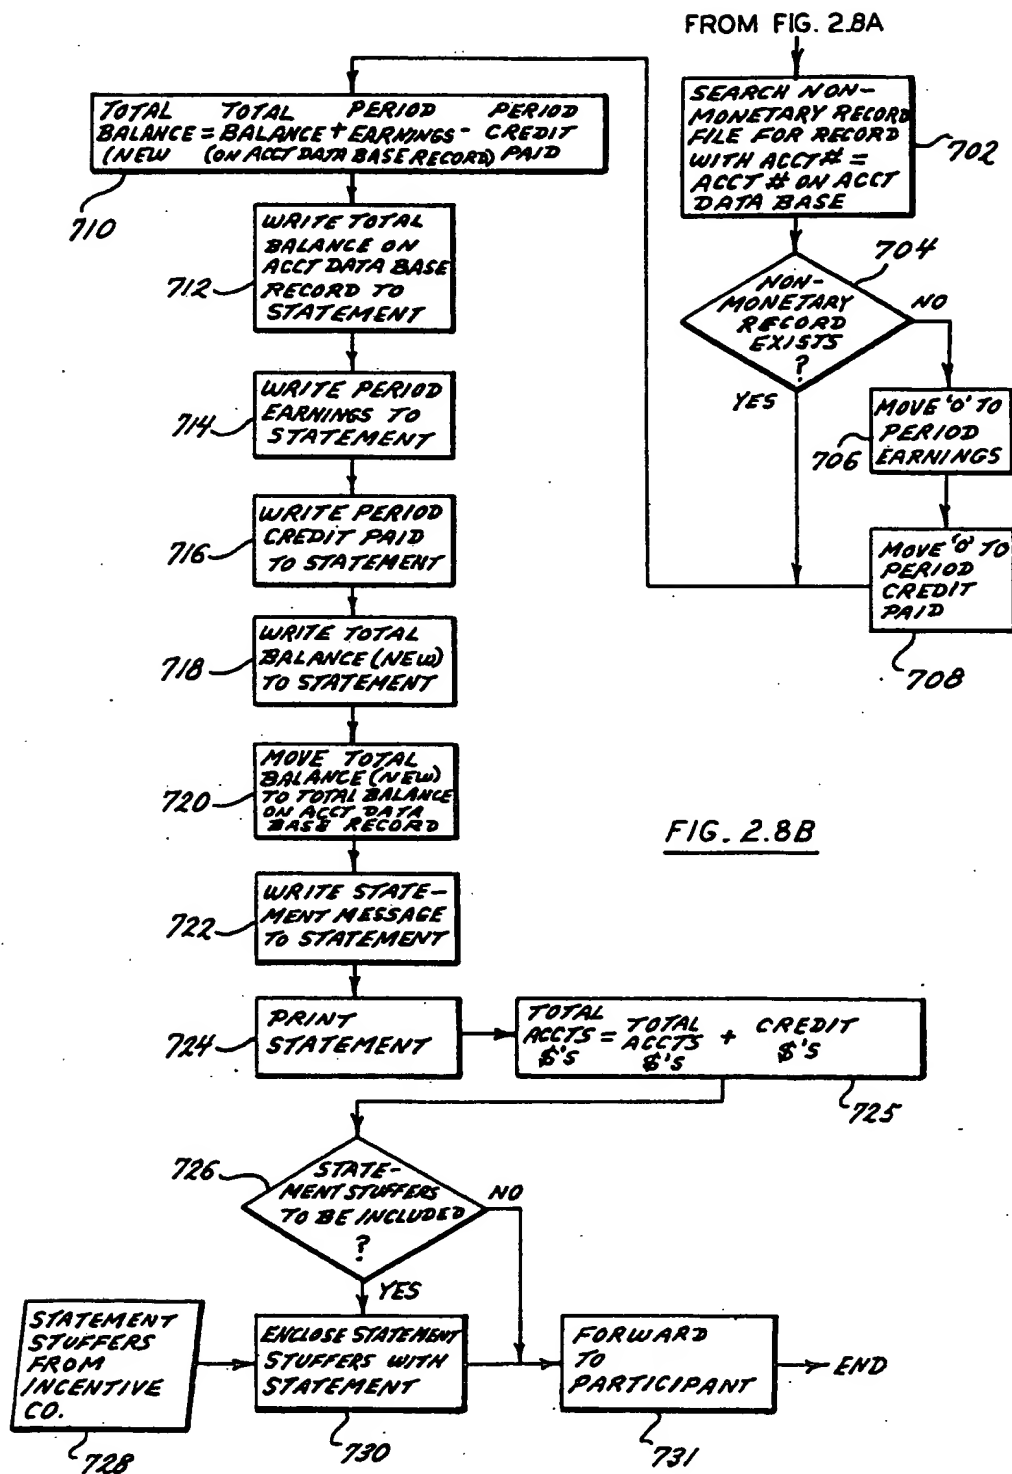 FROM FIG. 2.8A
SEARCH NON-
MONETARY RECORD
FILE FOR RECORD
WITH ACCT # =
ACCT # ON ACCT
DATA BASE
702
704
NON-
MONETARY
RECORD
EXISTS
?
NO
YES
MOVE '0' TO
PERIOD
EARNINGS
706
MOVE '0' TO
PERIOD
CREDIT
PAID
708
TOTAL TOTAL PERIOD PERIOD
BALANCE = BALANCE + EARNINGS - CREDIT
(NEW (ON ACCT DATA BASE RECORD) PAID
710
WRITE TOTAL
BALANCE ON
ACCT DATA BASE
RECORD TO
STATEMENT
712
WRITE PERIOD
EARNINGS TO
STATEMENT
714
WRITE PERIOD
CREDIT PAID
TO STATEMENT
716
WRITE TOTAL
BALANCE (NEW)
TO STATEMENT
718
MOVE TOTAL
BALANCE (NEW)
TO TOTAL BALANCE
ON ACCT DATA
BASE RECORD
720
FIG. 2.8B
WRITE STATE-
MENT MESSAGE
TO STATEMENT
722
PRINT
STATEMENT
724
TOTAL
ACCTS = TOTAL + CREDIT
$'S ACCTS $'S
$'S
725
726
STATE-
MENT STUFFERS
TO BE INCLUDED
?
NO
YES
STATEMENT
STUFFERS
FROM
INCENTIVE
CO.
728
ENCLOSE STATEMENT
STUFFERS WITH
STATEMENT
730
FORWARD
TO
PARTICIPANT
731
END